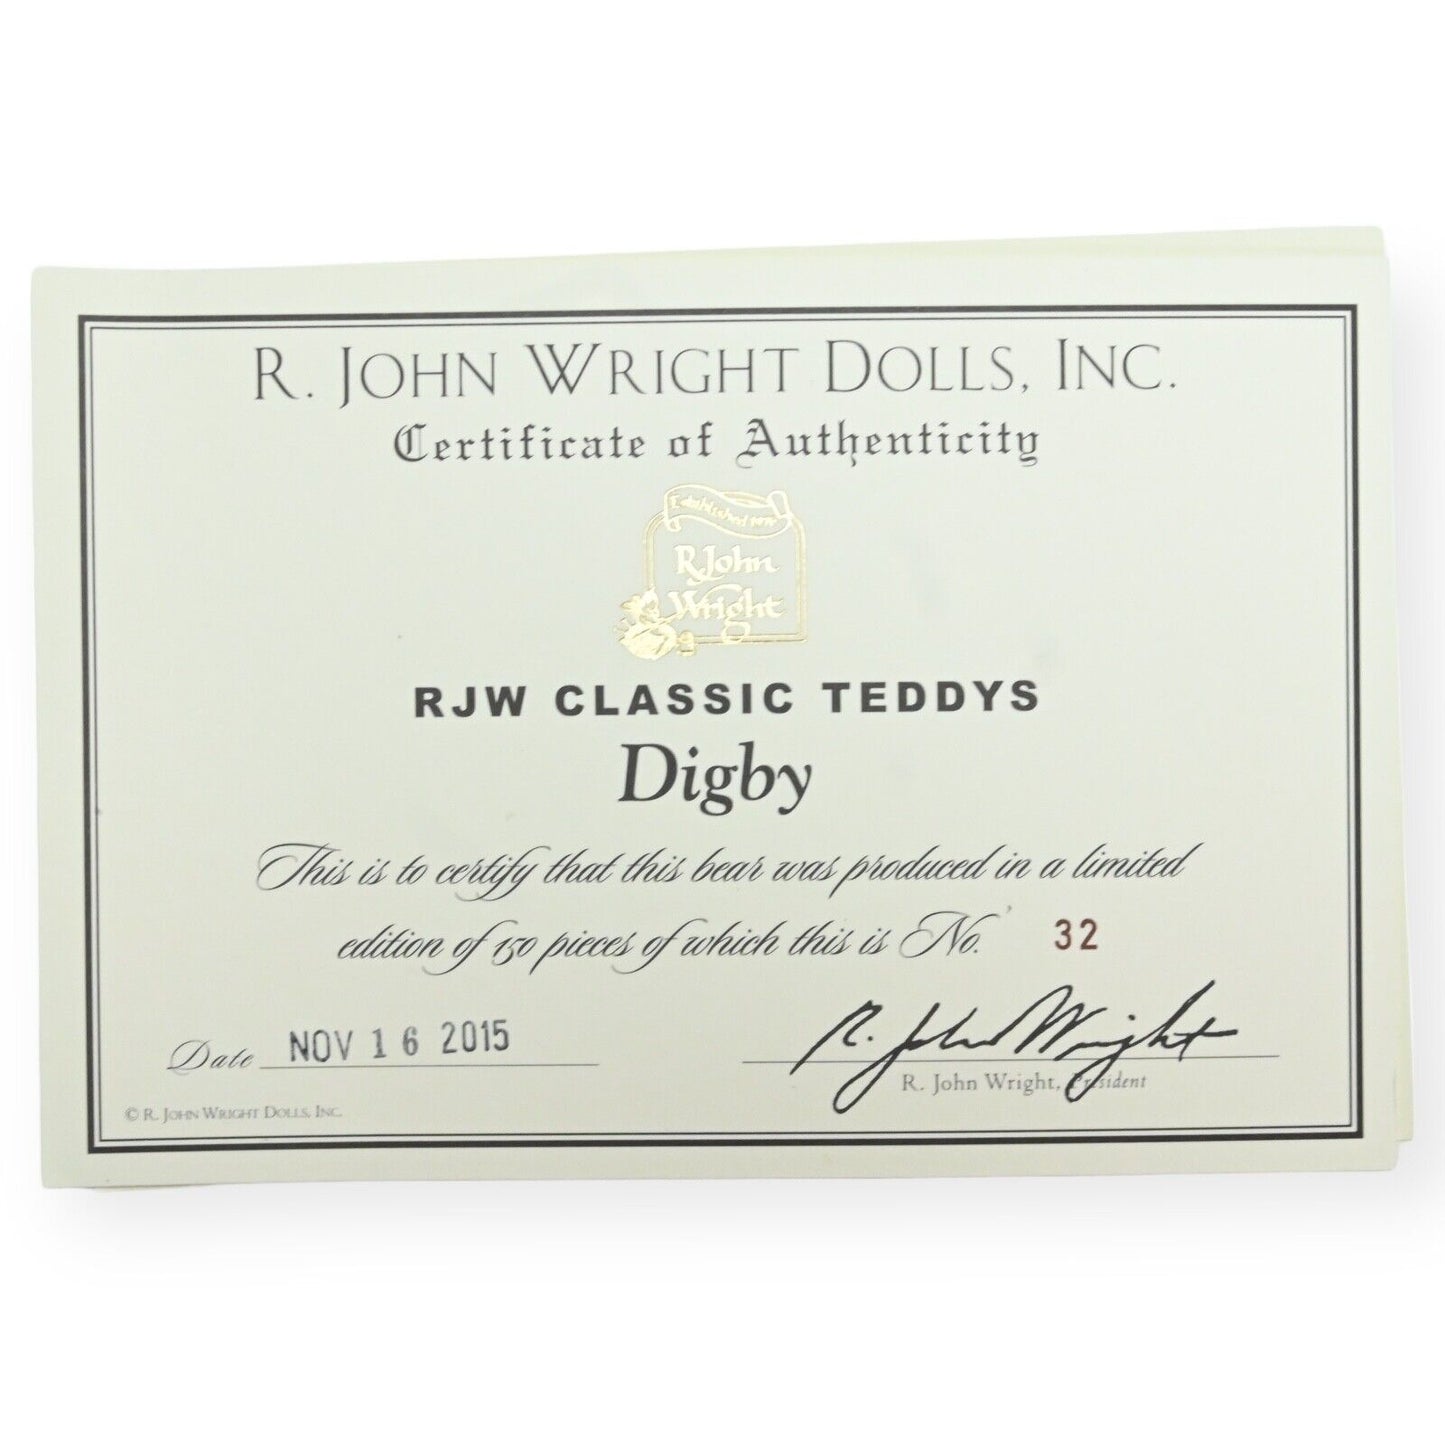 R. JOHN WRIGHT DOLLS, INC.
Certificate of Authenticity
Established 1976
R. John
Wright
RJW CLASSIC TEDDYS
Digby
This is to certify that this bear was produced in a limited
edition of 150 pieces of which this is No. 32
Date NOV 16 2015
R. John Wright
R. John Wright, President
© R. JOHN WRIGHT DOLLS, INC.